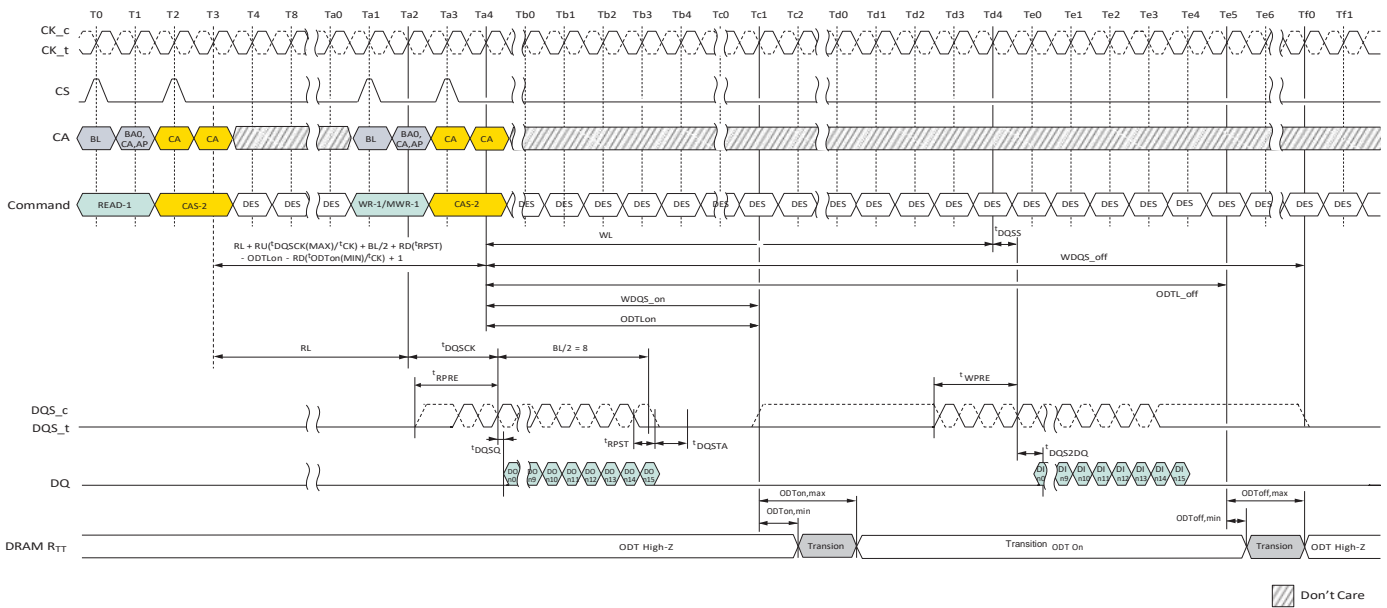 T0 T1 T2 T3 T4 T8 Ta0 Ta1 Ta2 Ta3 Ta4 Tb0 Tb1 Tb2 Tb3 Tb4 Tc0 Tc1 Tc2 Td0 Td1 Td2 Td3 Td4 Te0 Te1 Te2 Te3 Te4 Te5 Te6 Tf0 Tf1
CK_c
CK_t
CS
CA BL BA0, CA,AP CA CA BL BA0, CA,AP CA CA
Command READ-1 CAS-2 DES DES DES WR-1/MWR-1 CAS-2 DES DES DES DES DES DES DES DES DES DES DES DES DES DES DES DES DES DES DES DES DES DES
WL tDQSS
RL + RU(tDQSCK(MAX)/tCK) + BL/2 + RD(tRPST)
- ODTLon - RD(tODTon(MIN)/tCK) + 1
WDQS_off
ODTL_off
WDQS_on
ODTLon
RL tDQSCK BL/2 = 8
tRPRE tWPRE
DQS_c
DQS_t
tDQSQ tRPST tDQSTA tDQS2DQ
DQ DO n0 DO n9 DO n10 DO n11 DO n12 DO n13 DO n14 DO n15 DI n0 DI n9 DI n10 DI n11 DI n12 DI n13 DI n14 DI n15
ODTon,max ODToff,max
ODTon,min ODToff,min
DRAM RTT ODT High-Z Transion Transition ODT On Transion ODT High-Z
Don't Care